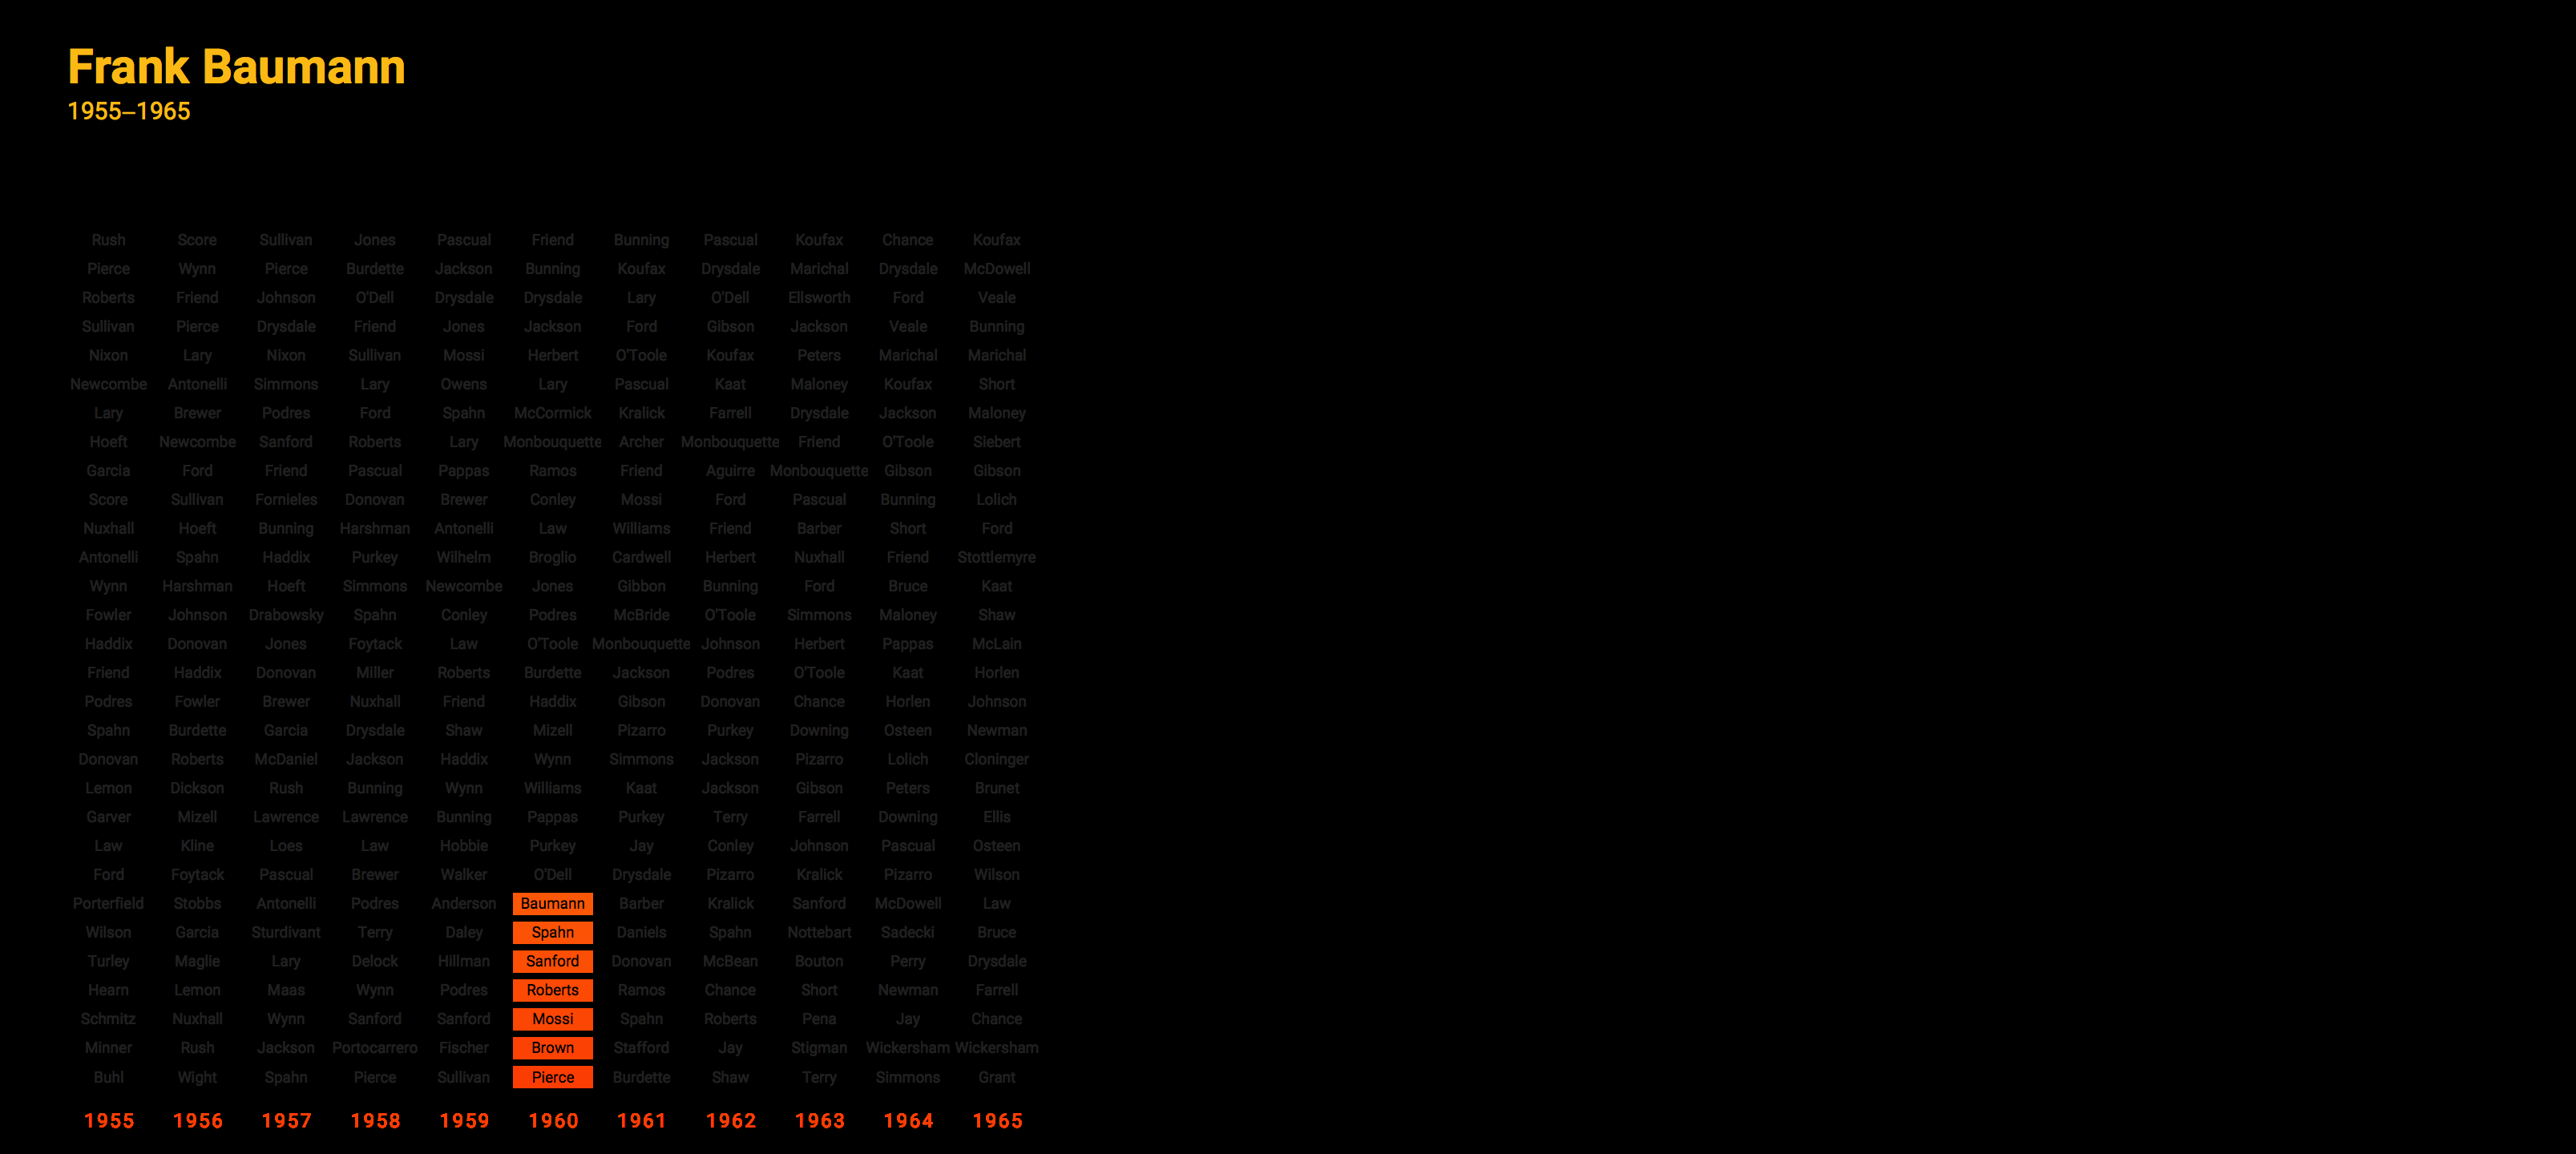 Frank Baumann
1955–1965
Rush Score Sullivan Jones Pascual Friend Bunning Pascual Koufax Chance Koufax
Pierce Wynn Pierce Burdette Jackson Bunning Koufax Drysdale Marichal Drysdale McDowell
Roberts Friend Johnson O'Dell Drysdale Drysdale Lary O'Dell Ellsworth Ford Veale
Sullivan Pierce Drysdale Friend Jones Jackson Ford Gibson Jackson Veale Bunning
Nixon Lary Nixon Sullivan Mossi Herbert O'Toole Koufax Peters Marichal Marichal
Newcombe Antonelli Simmons Lary Owens Lary Pascual Kaat Maloney Koufax Short
Lary Brewer Podres Ford Spahn McCormick Kralick Farrell Drysdale Jackson Maloney
Hoeft Newcombe Sanford Roberts Lary Monbouquette Archer Monbouquette Friend O'Toole Siebert
Garcia Ford Friend Pascual Pappas Ramos Friend Aguirre Monbouquette Gibson Gibson
Score Sullivan Fornieles Donovan Brewer Conley Mossi Ford Pascual Bunning Lolich
Nuxhall Hoeft Bunning Harshman Antonelli Law Williams Friend Barber Short Ford
Antonelli Spahn Haddix Purkey Wilhelm Broglio Cardwell Herbert Nuxhall Friend Stottlemyre
Wynn Harshman Hoeft Simmons Newcombe Jones Gibbon Bunning Ford Bruce Kaat
Fowler Johnson Drabowsky Spahn Conley Podres McBride O'Toole Simmons Maloney Shaw
Haddix Donovan Jones Foytack Law O'Toole Monbouquette Johnson Herbert Pappas McLain
Friend Haddix Donovan Miller Roberts Burdette Jackson Podres O'Toole Kaat Horlen
Podres Fowler Brewer Nuxhall Friend Haddix Gibson Donovan Chance Horlen Johnson
Spahn Burdette Garcia Drysdale Shaw Mizell Pizarro Purkey Downing Osteen Newman
Donovan Roberts McDaniel Jackson Haddix Wynn Simmons Jackson Pizarro Lolich Cloninger
Lemon Dickson Rush Bunning Wynn Williams Kaat Jackson Gibson Peters Brunet
Garver Mizell Lawrence Lawrence Bunning Pappas Purkey Terry Farrell Downing Ellis
Law Kline Loes Law Hobbie Purkey Jay Conley Johnson Pascual Osteen
Ford Foytack Pascual Brewer Walker O'Dell Drysdale Pizarro Kralick Pizarro Wilson
Porterfield Stobbs Antonelli Podres Anderson Baumann Barber Kralick Sanford McDowell Law
Wilson Garcia Sturdivant Terry Daley Spahn Daniels Spahn Nottebart Sadecki Bruce
Turley Maglie Lary Delock Hillman Sanford Donovan McBean Bouton Perry Drysdale
Hearn Lemon Maas Wynn Podres Roberts Ramos Chance Short Newman Farrell
Schmitz Nuxhall Wynn Sanford Sanford Mossi Spahn Roberts Pena Jay Chance
Minner Rush Jackson Portocarrero Fischer Brown Stafford Jay Stigman Wickersham Wickersham
Buhl Wight Spahn Pierce Sullivan Pierce Burdette Shaw Terry Simmons Grant
1955 1956 1957 1958 1959 1960 1961 1962 1963 1964 1965